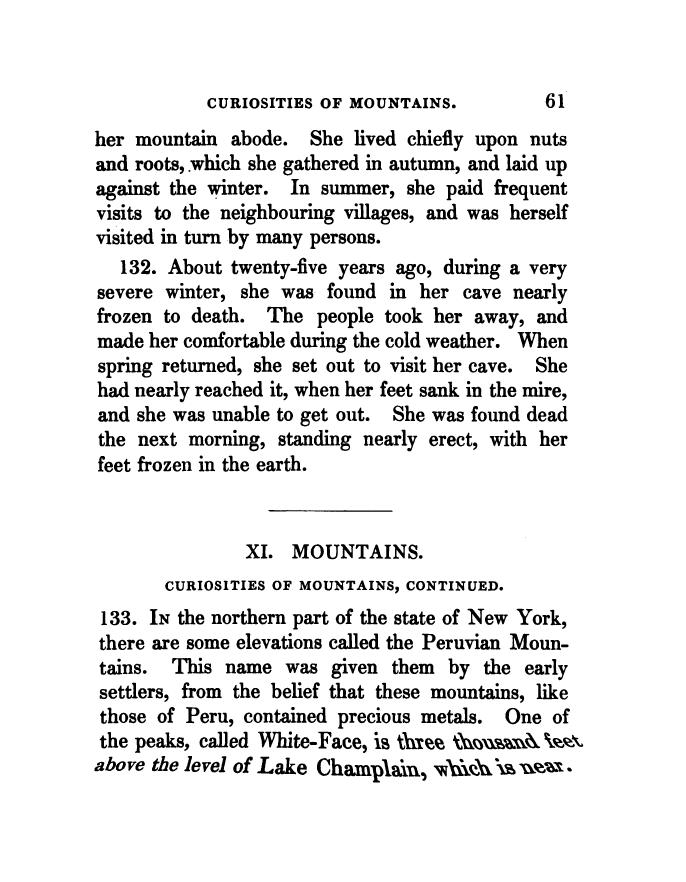 CURIOSITIES OF MOUNTAINS. 61
her mountain abode. She lived chiefly upon nuts
and roots, which she gathered in autumn, and laid up
against the winter. In summer, she paid frequent
visits to the neighbouring villages, and was herself
visited in turn by many persons.
132. About twenty-five years ago, during a very
severe winter, she was found in her cave nearly
frozen to death. The people took her away, and
made her comfortable during the cold weather. When
spring returned, she set out to visit her cave. She
had nearly reached it, when her feet sank in the mire,
and she was unable to get out. She was found dead
the next morning, standing nearly erect, with her
feet frozen in the earth.
XI. MOUNTAINS.
CURIOSITIES OF MOUNTAINS, CONTINUED.
133. In the northern part of the state of New York,
there are some elevations called the Peruvian Moun-
tains. This name was given them by the early
settlers, from the belief that these mountains, like
those of Peru, contained precious metals. One of
the peaks, called White-Face, is three thousand feet
above the level of Lake Champlain, which is near.